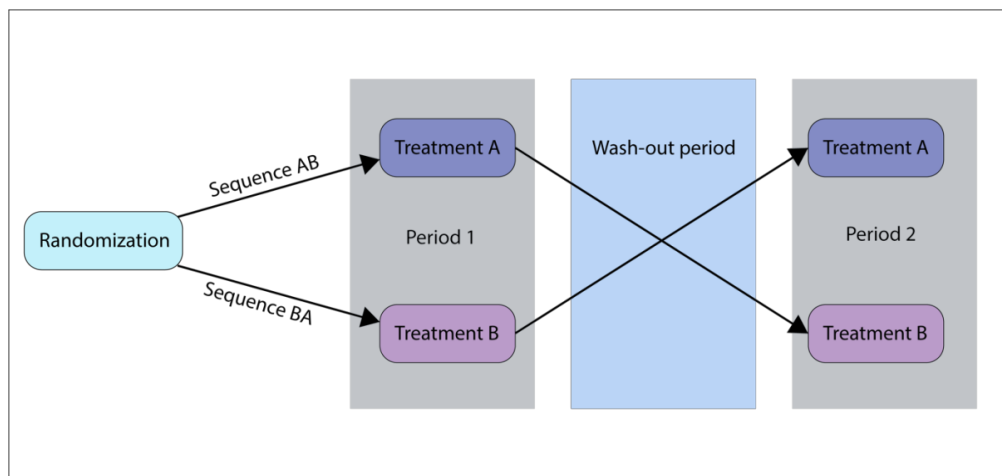 Randomization
Sequence AB
Sequence BA
Treatment A
Period 1
Treatment B
Wash-out period
Treatment A
Period 2
Treatment B